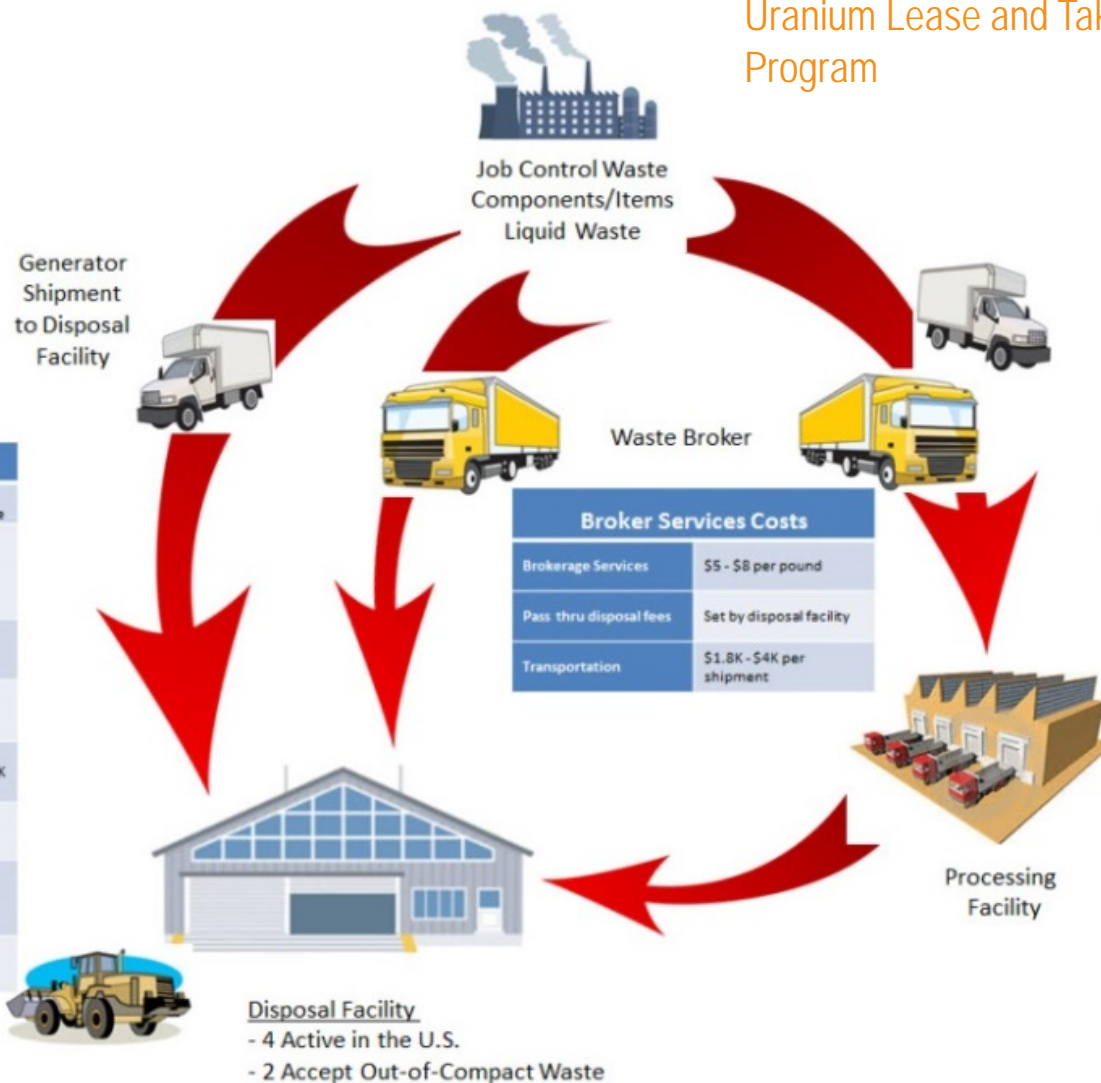 Uranium Lease and Tak
Program
Job Control Waste
Components/Items
Liquid Waste
Generator
Shipment
to Disposal
Facility
Waste Broker
Broker Services Costs
Brokerage Services $5 - $8 per pound
Pass thru disposal fees Set by disposal facility
Transportation $1.8K - $4K per
shipment
Processing
Facility
Disposal Facility
- 4 Active in the U.S.
- 2 Accept Out-of-Compact Waste